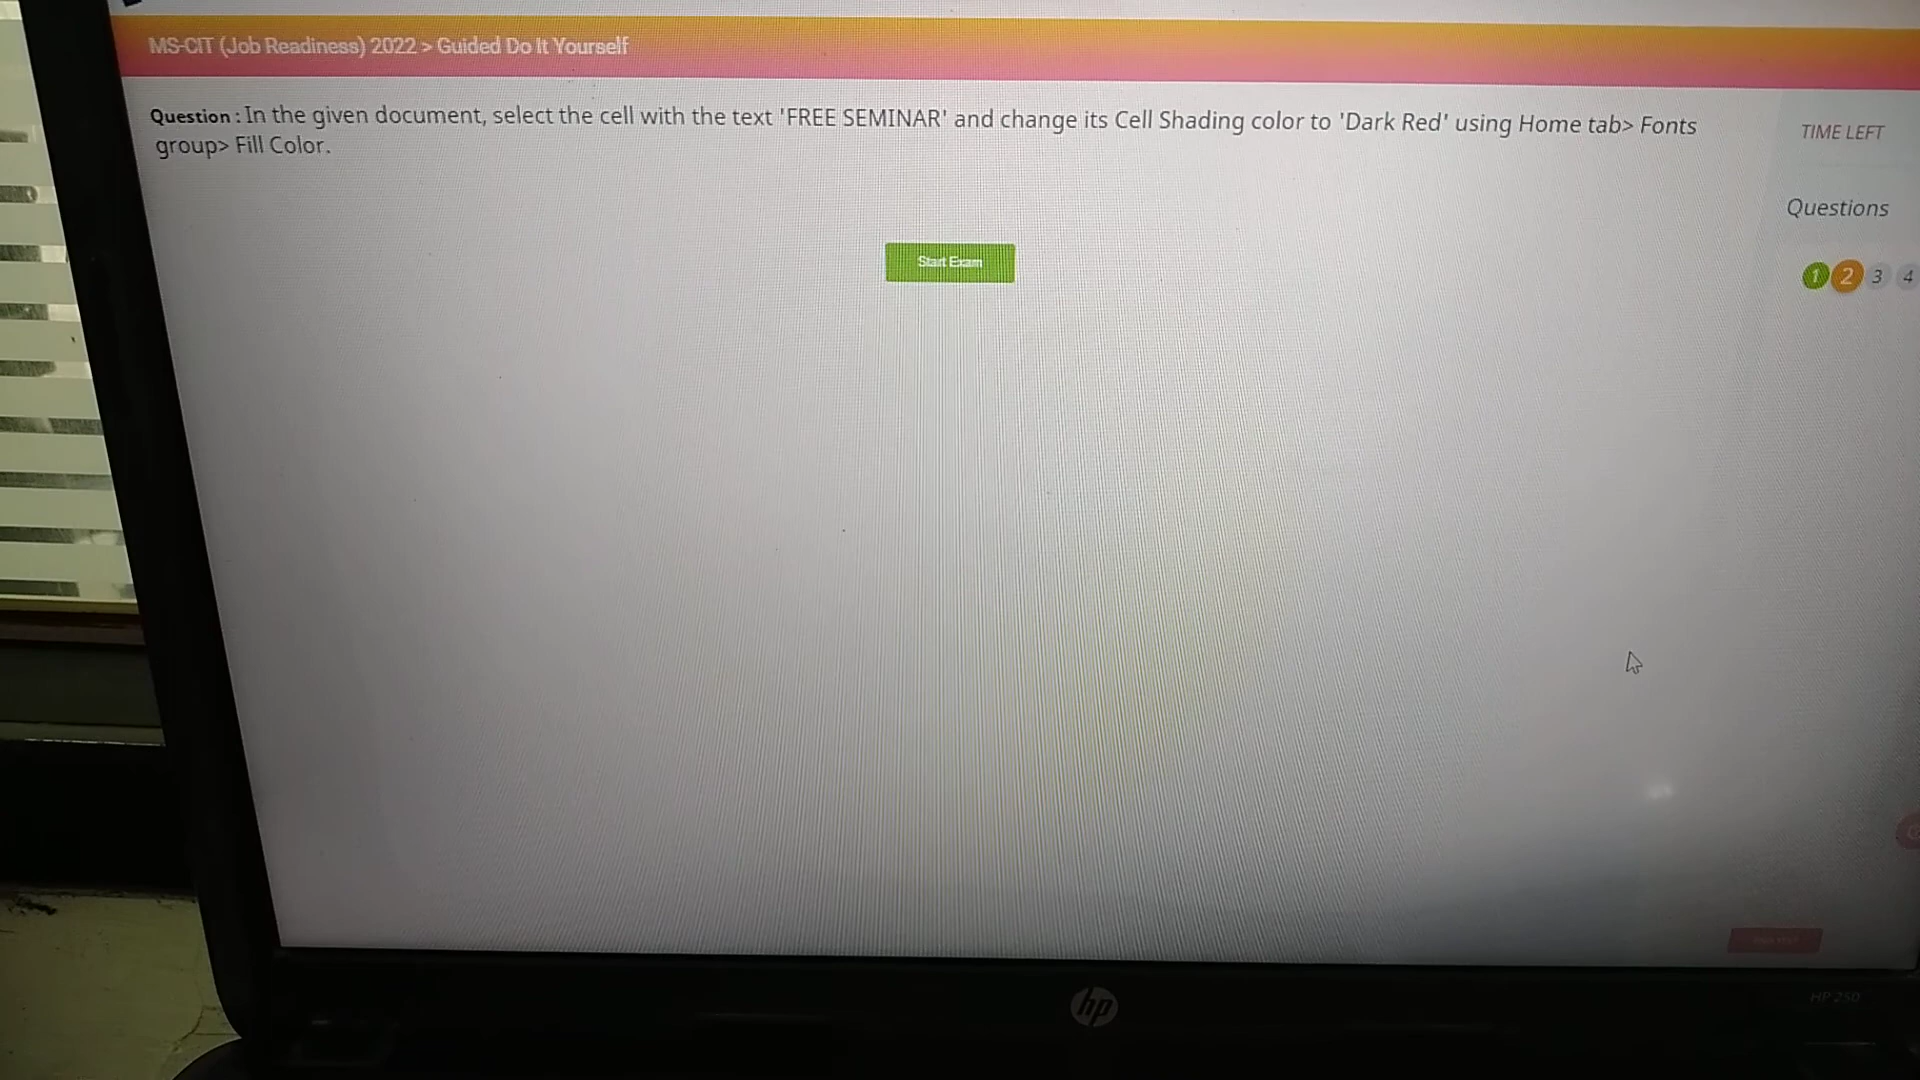 MS-CIT (Job Readiness) 2022 > Guided Do It Yourself
Question : In the given document, select the cell with the text 'FREE SEMINAR' and change its Cell Shading color to 'Dark Red' using Home tab> Fonts
group> Fill Color.
TIME LEFT
Questions
Start Exam
1 2 3 4
hp
HP 250